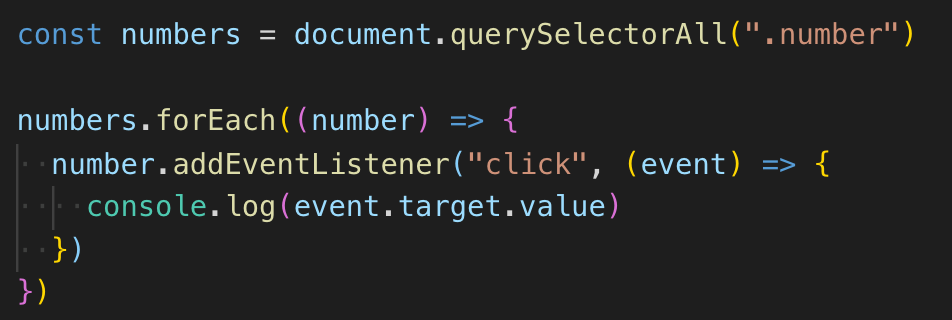 const numbers = document.querySelectorAll(".number")
numbers.forEach((number) => {
  number.addEventListener("click", (event) => {
    console.log(event.target.value)
  })
})